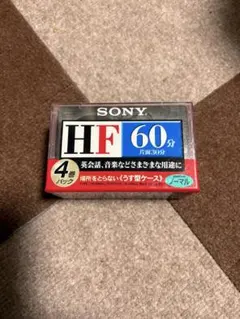 SONY
HF 60分
片面30分
英会話、音楽などさまざまな用途に
4巻
パック
場所をとらない〈うす型ケース〉
ノーマル